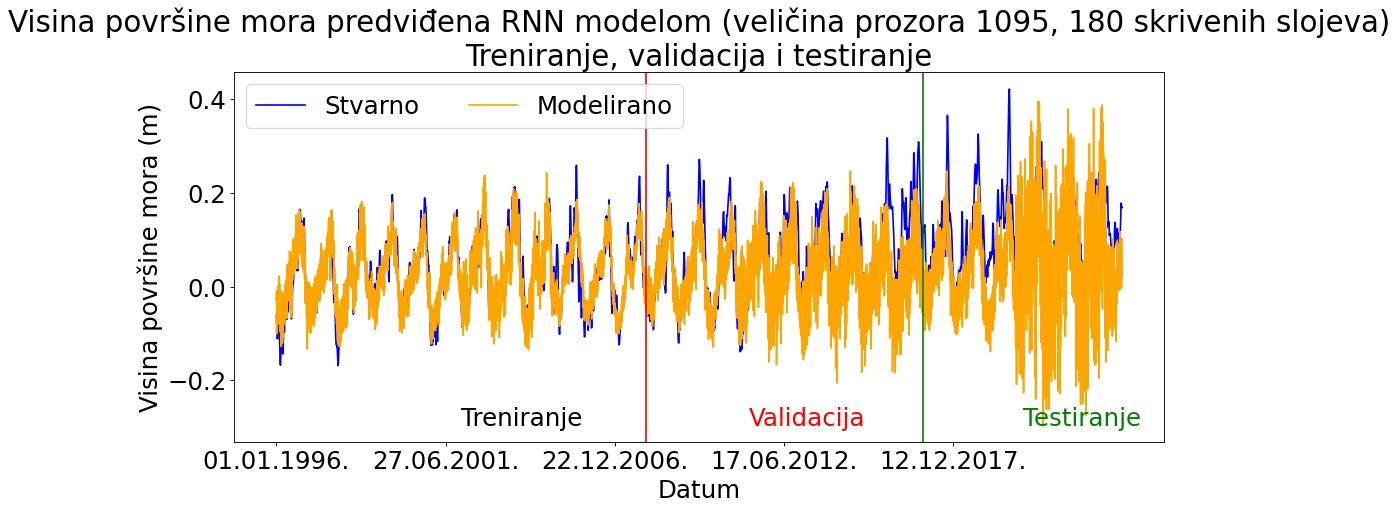 Visina površine mora predviđena RNN modelom (veličina prozora 1095, 180 skrivenih slojeva)
Treniranje, validacija i testiranje
Stvarno
Modelirano
Visina površine mora (m)
0.4
0.2
0.0
−0.2
Treniranje
Validacija
Testiranje
01.01.1996.
27.06.2001.
22.12.2006.
17.06.2012.
12.12.2017.
Datum